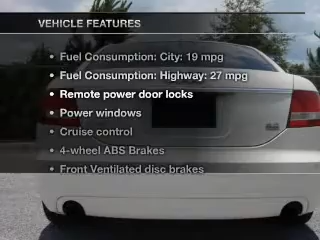 VEHICLE FEATURES
• Fuel Consumption: City: 19 mpg
• Fuel Consumption: Highway: 27 mpg
• Remote power door locks
• Power windows
• Cruise control
• 4-wheel ABS Brakes
• Front Ventilated disc brakes